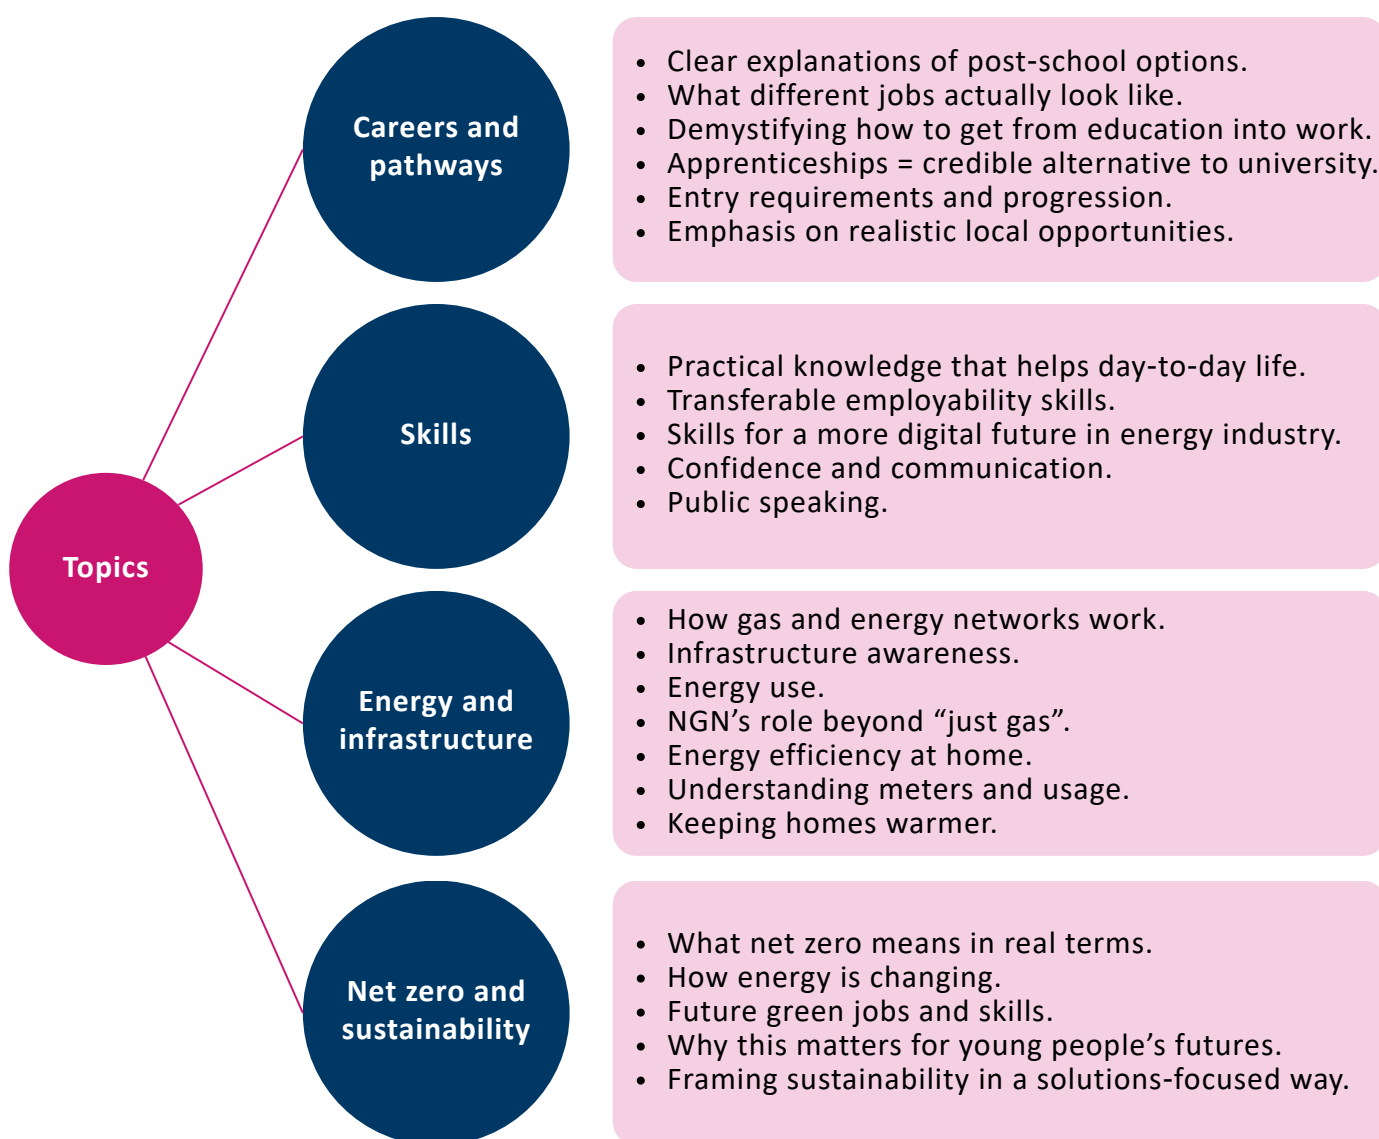 Topics
Careers and
pathways
• Clear explanations of post-school options.
• What different jobs actually look like.
• Demystifying how to get from education into work.
• Apprenticeships = credible alternative to university.
• Entry requirements and progression.
• Emphasis on realistic local opportunities.
Skills
• Practical knowledge that helps day-to-day life.
• Transferable employability skills.
• Skills for a more digital future in energy industry.
• Confidence and communication.
• Public speaking.
Energy and
infrastructure
• How gas and energy networks work.
• Infrastructure awareness.
• Energy use.
• NGN’s role beyond “just gas”.
• Energy efficiency at home.
• Understanding meters and usage.
• Keeping homes warmer.
Net zero and
sustainability
• What net zero means in real terms.
• How energy is changing.
• Future green jobs and skills.
• Why this matters for young people’s futures.
• Framing sustainability in a solutions-focused way.